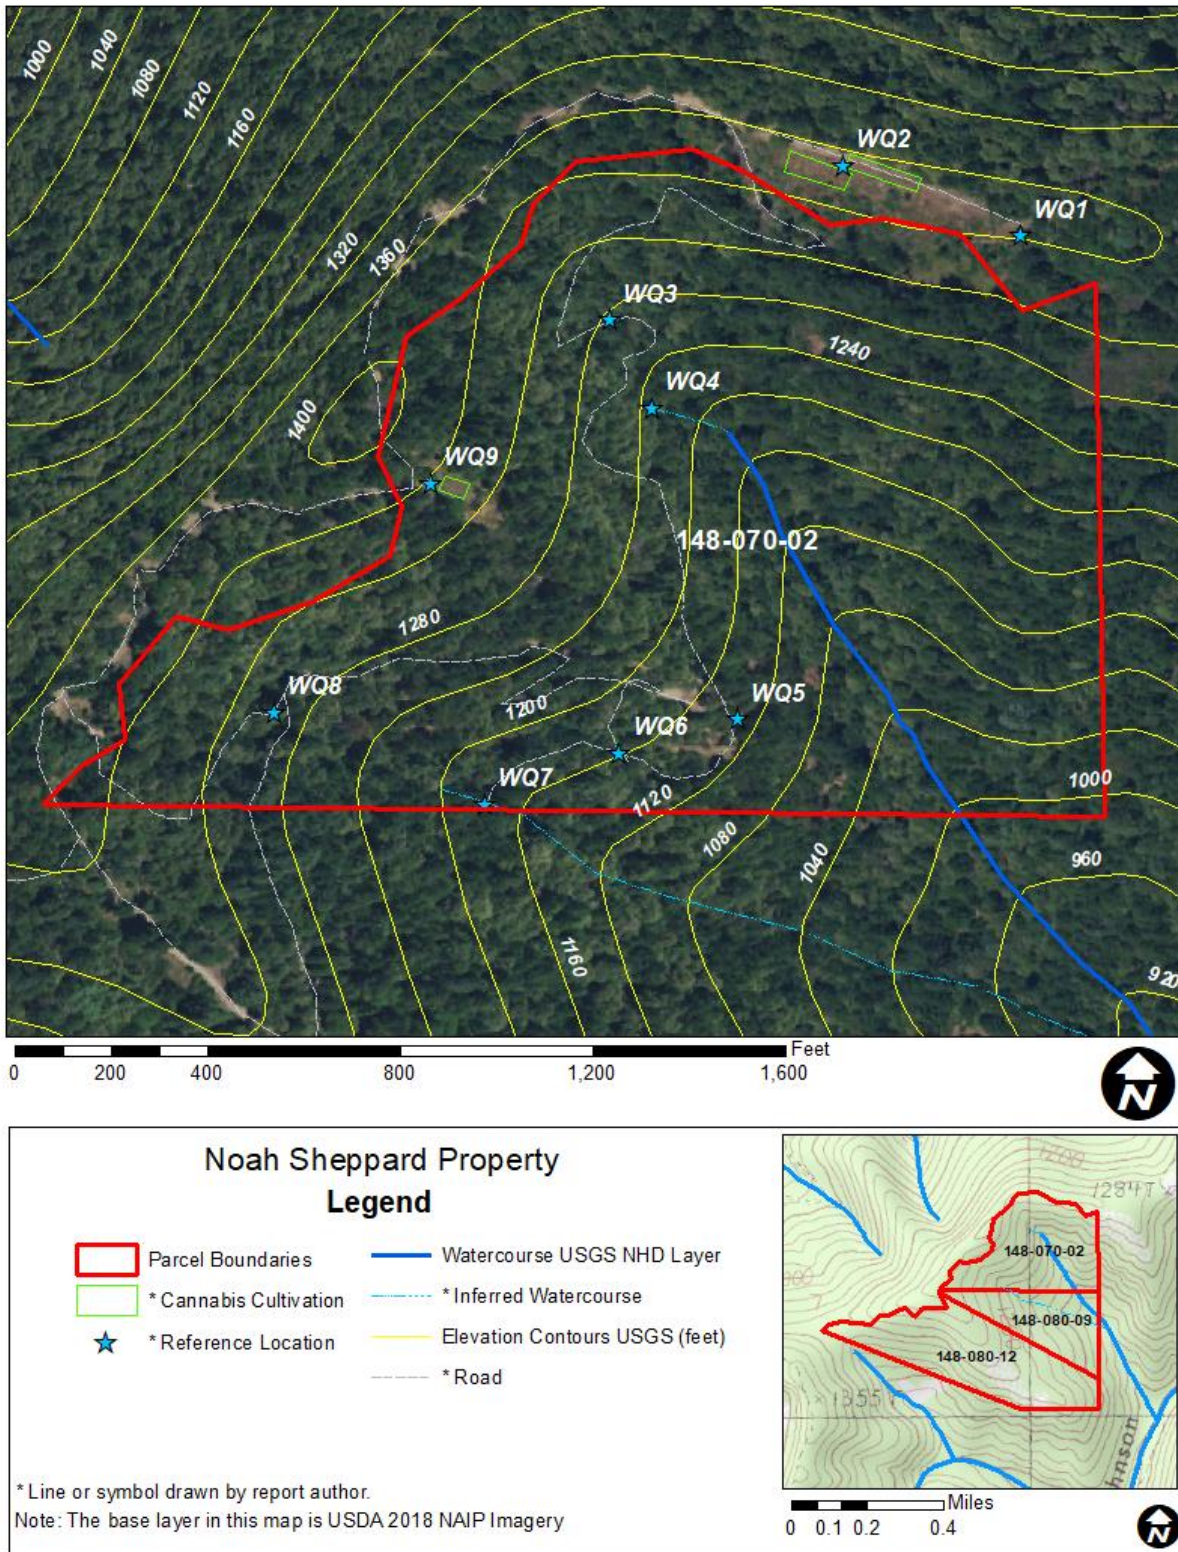 1000
1040
1080
1120
1160
WQ2
WQ1
1320
1360
WQ3
1240
WQ4
1400
WQ9
148-070-02
1280
WQ8
1200
WQ5
WQ6
WQ7
1120
1000
1080
1040
960
1160
920
Feet
0 200 400 800 1,200 1,600
N
Noah Sheppard Property
Legend
Parcel Boundaries
Watercourse USGS NHD Layer
* Cannabis Cultivation
* Inferred Watercourse
* Reference Location
Elevation Contours USGS (feet)
* Road
* Line or symbol drawn by report author.
Note: The base layer in this map is USDA 2018 NAIP Imagery
1200
1284T
148-070-02
148-080-09
148-080-12
1355T
hnson
Miles
0 0.1 0.2 0.4
N